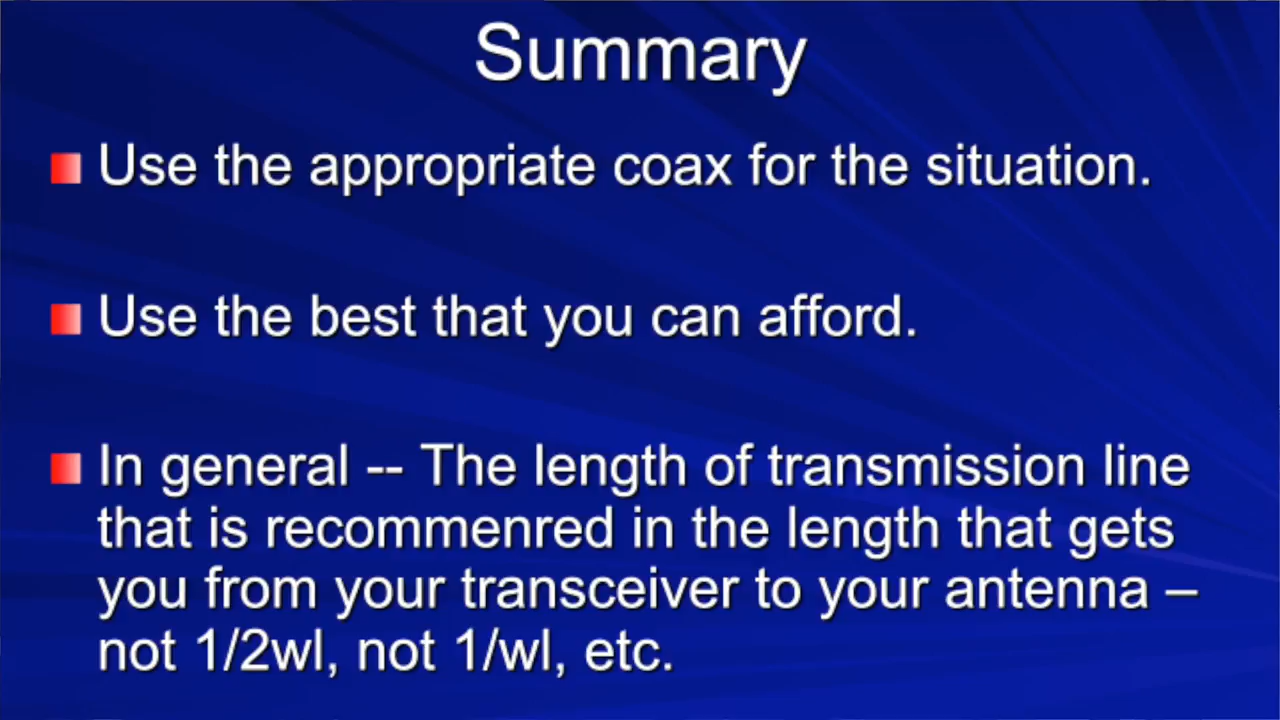 Summary
Use the appropriate coax for the situation.
Use the best that you can afford.
In general -- The length of transmission line
that is recommenred in the length that gets
you from your transceiver to your antenna –
not 1/2wl, not 1/wl, etc.